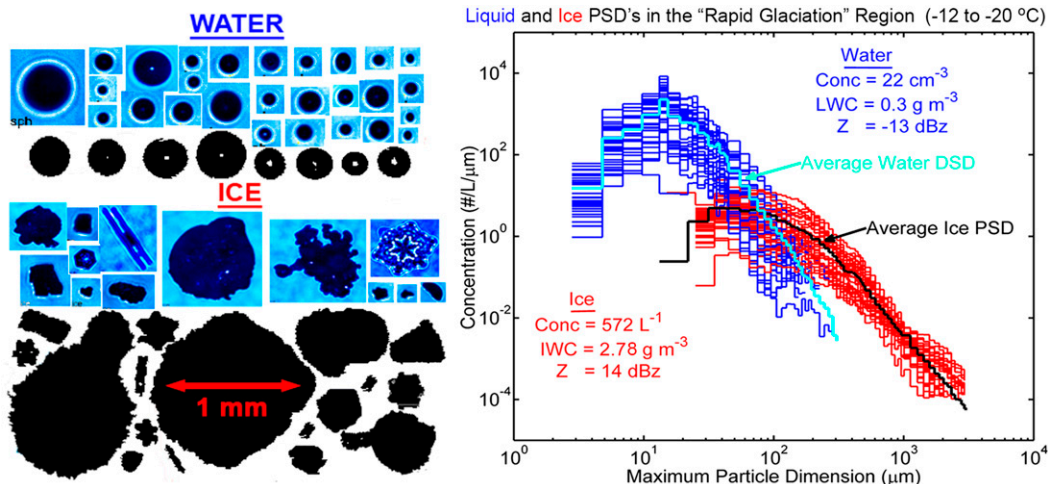 WATER
sph
ICE
1 mm
Liquid and Ice PSD's in the “Rapid Glaciation” Region (-12 to -20 ºC)
10⁴
10²
10⁰
10⁻²
10⁻⁴
Concentration (#/L/μm)
Water
Conc = 22 cm⁻³
LWC = 0.3 g m⁻³
Z = -13 dBz
Average Water DSD
Average Ice PSD
Ice
Conc = 572 L⁻¹
IWC = 2.78 g m⁻³
Z = 14 dBz
10⁰ 10¹ 10² 10³ 10⁴
Maximum Particle Dimension (μm)